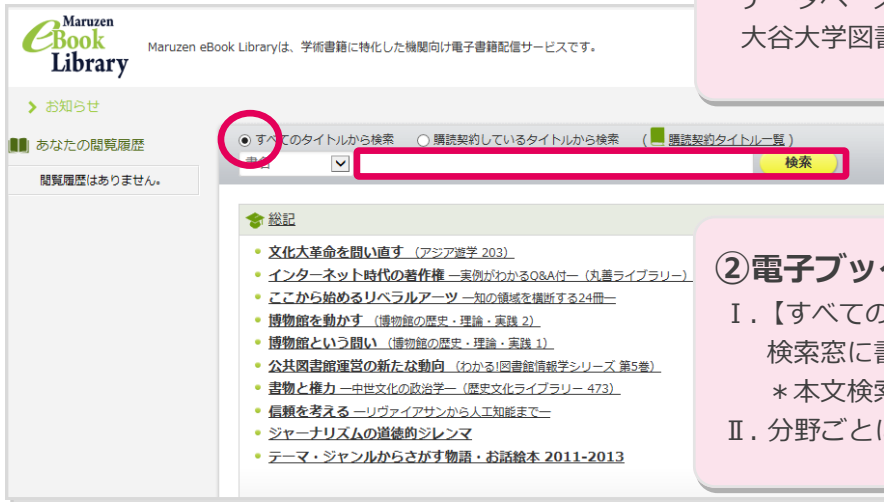 データベース
大谷大学図書
Maruzen
eBook
Library
Maruzen eBook Libraryは、学術書籍に特化した機関向け電子書籍配信サービスです。
お知らせ
あなたの閲覧履歴
閲覧履歴はありません。
すべてのタイトルから検索 購読契約しているタイトルから検索 (購読契約タイトル一覧)
書名 検索
総記
文化大革命を問い直す (アジア遊学 203)
インターネット時代の著作権 ―実例がわかるQ&A付― (丸善ライブラリー)
ここから始めるリベラルアーツ ―知の領域を横断する24冊―
博物館を動かす (博物館の歴史・理論・実践 2)
博物館という問い (博物館の歴史・理論・実践 1)
公共図書館運営の新たな動向 (わかる!図書館情報学シリーズ 第5巻)
書物と権力 ―中世文化の政治学― (歴史文化ライブラリー 473)
信頼を考える ―リヴァイアサンから人工知能まで―
ジャーナリズムの道徳的ジレンマ
テーマ・ジャンルからさがす物語・お話絵本 2011-2013
②電子ブック
Ⅰ.【すべての
検索窓に書
＊本文検索
Ⅱ. 分野ごとに